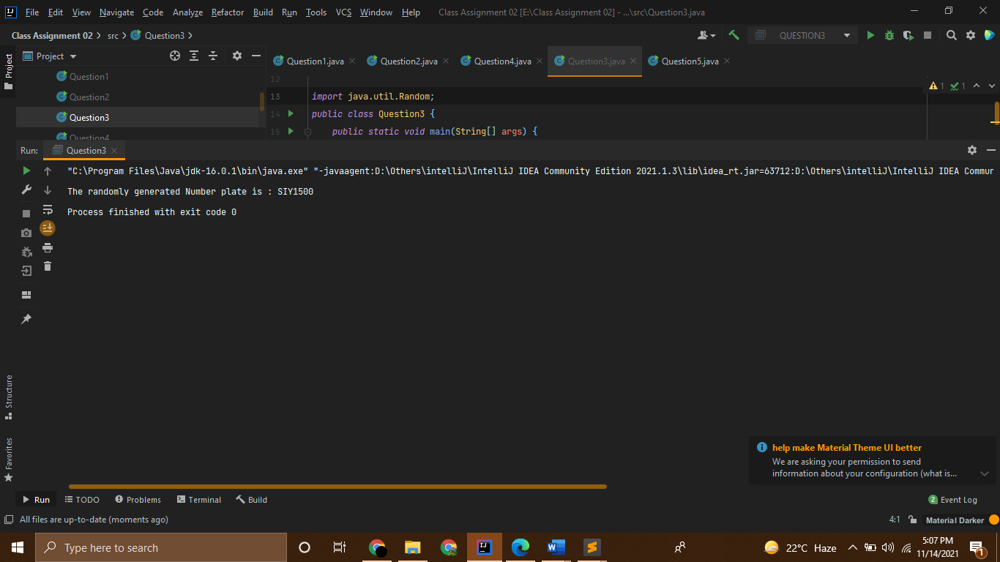 File Edit View Navigate Code Analyze Refactor Build Run Tools VCS Window Help Class Assignment 02 [E:\Class Assignment 02] - ...\src\Question3.java
Class Assignment 02 src Question3 QUESTION3
Project
Project
Question1.java Question2.java Question4.java Question3.java Question5.java
Question1
Question2
Question3
Question4
12
13 import java.util.Random; 1 1
14 public class Question3 {
15 public static void main(String[] args) {
Run: Question3
"C:\Program Files\Java\jdk-16.0.1\bin\java.exe" "-javaagent:D:\Others\intelliJ\IntelliJ IDEA Community Edition 2021.1.3\lib\idea_rt.jar=63712:D:\Others\intelliJ\IntelliJ IDEA Commun
The randomly generated Number plate is : SIY1500
Process finished with exit code 0
Structure
Favorites
help make Material Theme UI better
We are asking your permission to send
information about your configuration (what is...
Run TODO Problems Terminal Build 2 Event Log
All files are up-to-date (moments ago) 4:1 Material Darker
Type here to search 22°C Haze 5:07 PM
11/14/2021 1